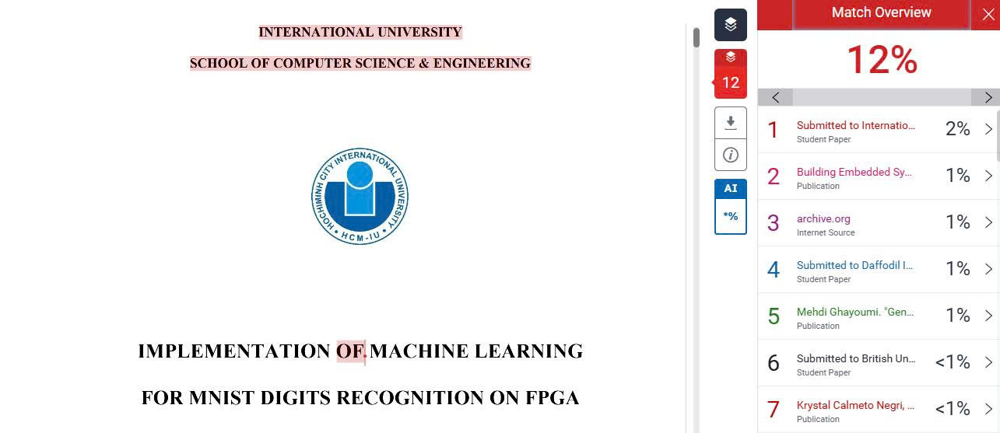 INTERNATIONAL UNIVERSITY
SCHOOL OF COMPUTER SCIENCE & ENGINEERING
HOCHIMINH CITY INTERNATIONAL UNIVERSITY
• HCM-IU •
IMPLEMENTATION OF MACHINE LEARNING
FOR MNIST DIGITS RECOGNITION ON FPGA
12
AI
*%
Match Overview
12%
1 Submitted to Internatio... 2%
Student Paper
2 Building Embedded Sy... 1%
Publication
3 archive.org 1%
Internet Source
4 Submitted to Daffodil I... 1%
Student Paper
5 Mehdi Ghayoumi. "Gen... 1%
Publication
6 Submitted to British Un... <1%
Student Paper
7 Krystal Calmeto Negri, ... <1%
Publication